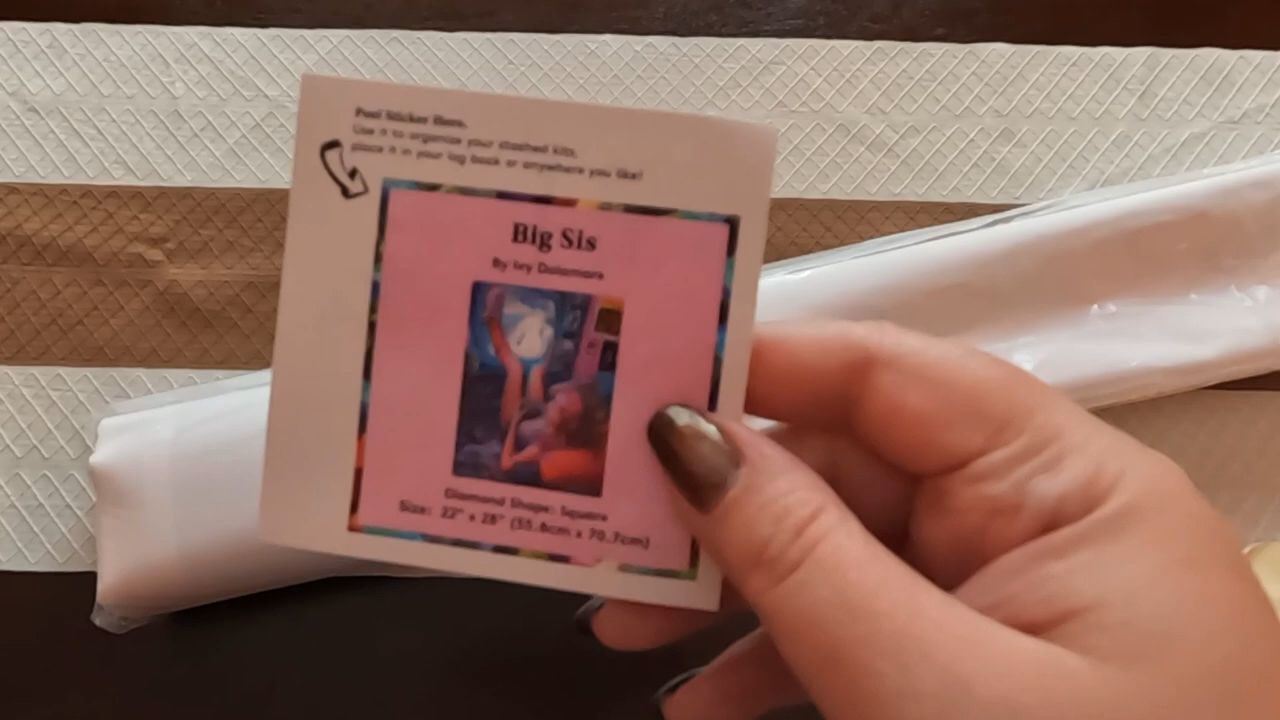 Peel Sticker Here.
Use it to organize your stashed kits,
place it in your log book or anywhere you like!
Big Sis
By Ivy Dolamore
Diamond Shape: Square
Size: 22" x 28" (55.8cm x 70.7cm)